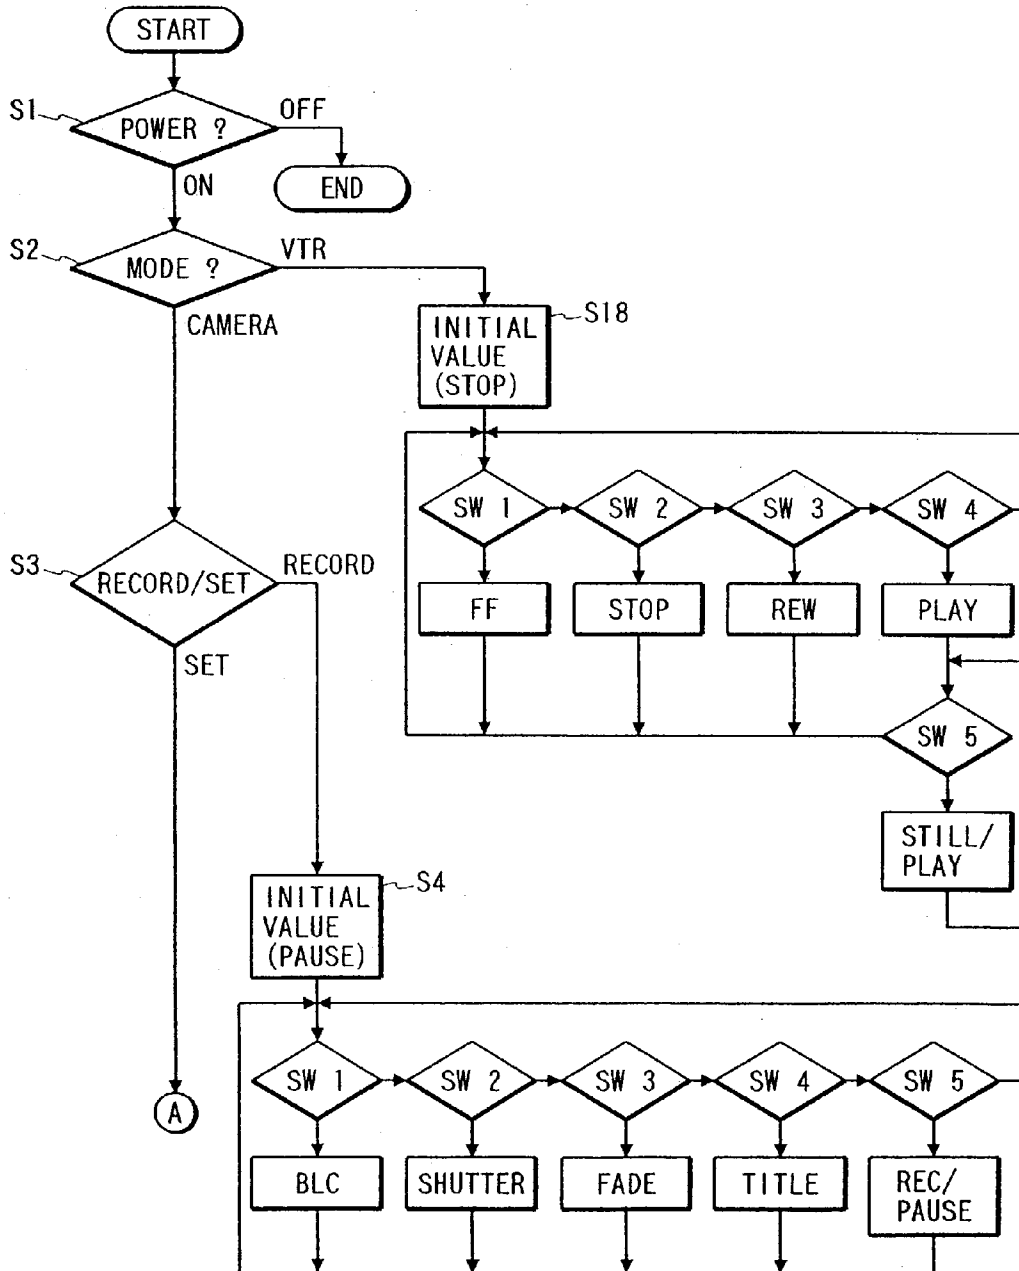 START
S1
POWER ?
OFF
ON
END
S2
MODE ?
VTR
CAMERA
INITIAL
VALUE
(STOP)
S18
SW 1
SW 2
SW 3
SW 4
S3
RECORD/SET
RECORD
SET
FF
STOP
REW
PLAY
SW 5
STILL/
PLAY
INITIAL
VALUE
(PAUSE)
S4
SW 1
SW 2
SW 3
SW 4
SW 5
A
BLC
SHUTTER
FADE
TITLE
REC/
PAUSE